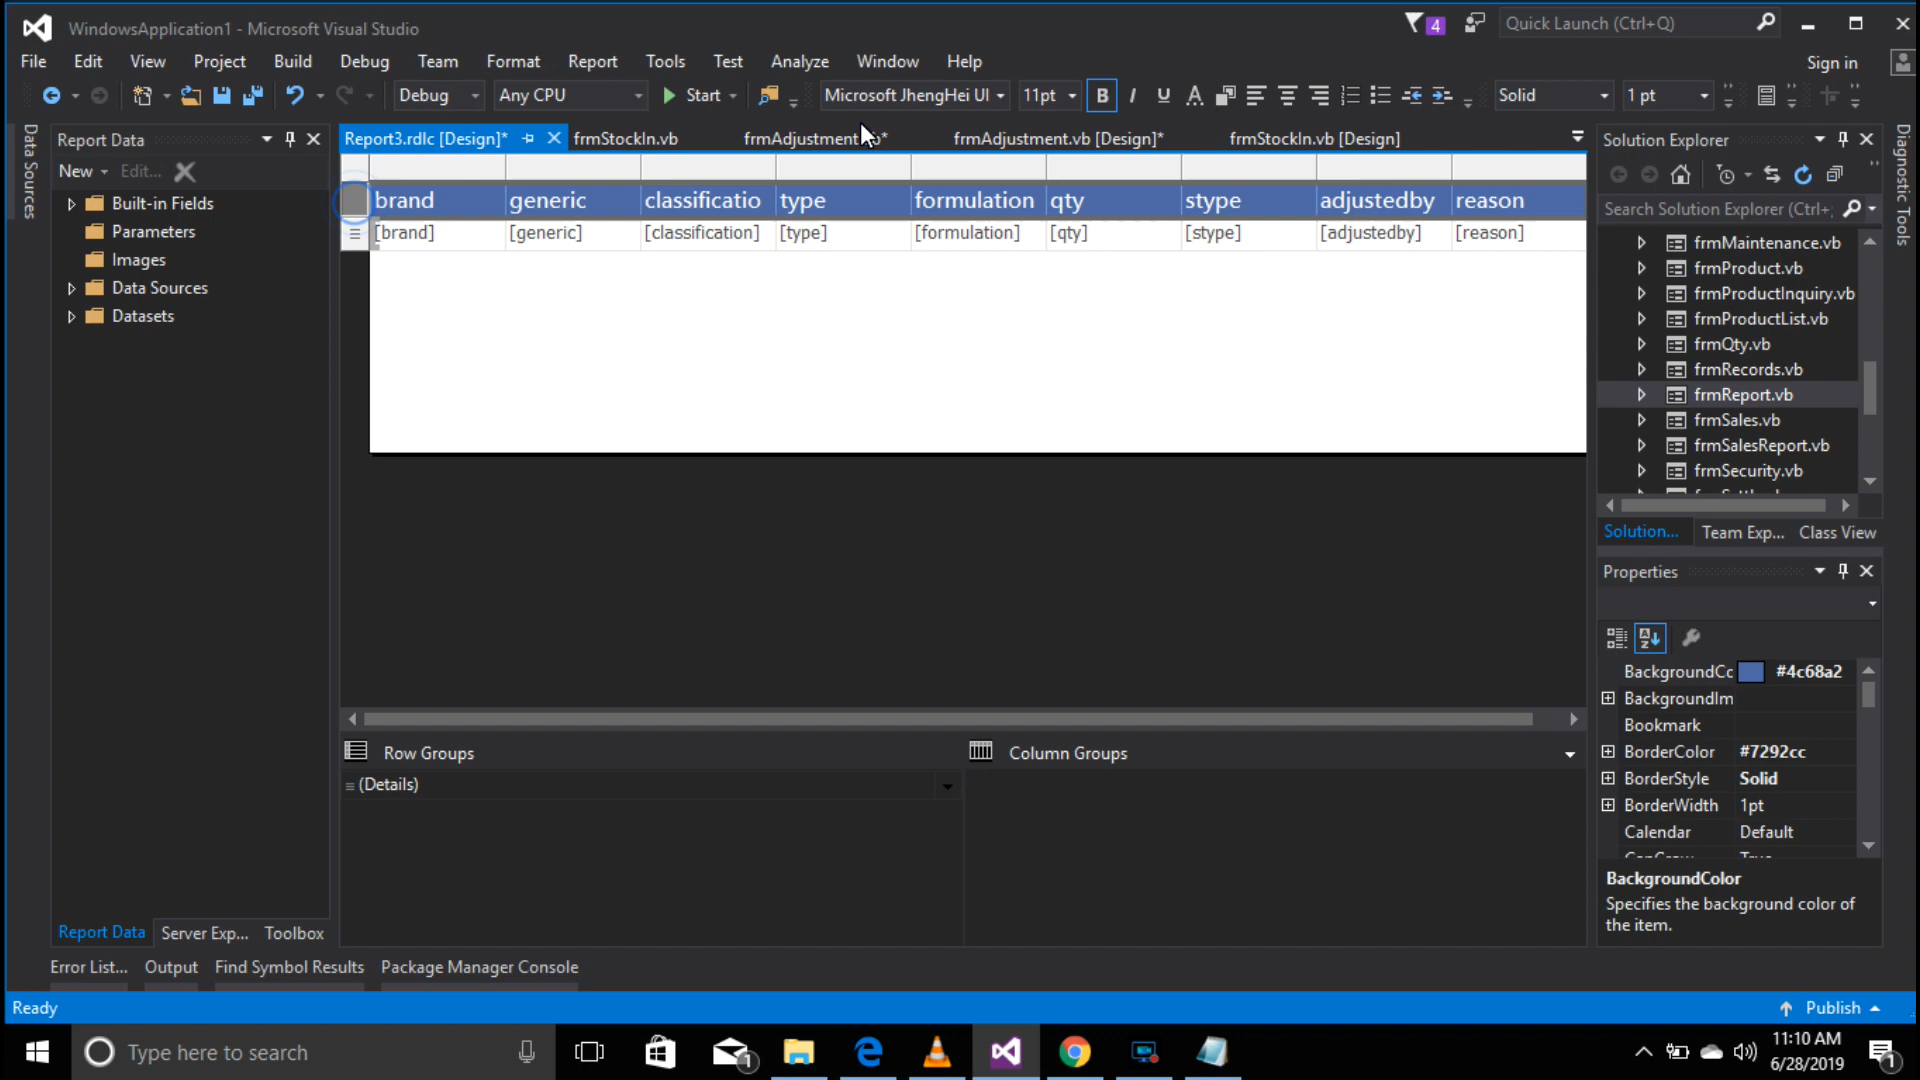 WindowsApplication1 - Microsoft Visual Studio
4
Quick Launch (Ctrl+Q)
File Edit View Project Build Debug Team Format Report Tools Test Analyze Window Help
Sign in
Debug Any CPU Start Microsoft JhengHei UI 11pt B I U A Solid 1 pt
Data Sources
Report Data
New Edit...
Built-in Fields
Parameters
Images
Data Sources
Datasets
Report Data Server Exp... Toolbox
Report3.rdlc [Design]* frmStockIn.vb frmAdjustment.vb* frmAdjustment.vb [Design]* frmStockIn.vb [Design]
brand generic classificatio type formulation qty stype adjustedby reason
[brand] [generic] [classification] [type] [formulation] [qty] [stype] [adjustedby] [reason]
Row Groups
(Details)
Column Groups
Solution Explorer
Search Solution Explorer (Ctrl+;
frmMaintenance.vb
frmProduct.vb
frmProductInquiry.vb
frmProductList.vb
frmQty.vb
frmRecords.vb
frmReport.vb
frmSales.vb
frmSalesReport.vb
frmSecurity.vb
Solution... Team Exp... Class View
Diagnostic Tools
Properties
BackgroundCc #4c68a2
BackgroundIm
Bookmark
BorderColor #7292cc
BorderStyle Solid
BorderWidth 1pt
Calendar Default
BackgroundColor
Specifies the background color of
the item.
Error List... Output Find Symbol Results Package Manager Console
Ready
Publish
Type here to search
1
11:10 AM
6/28/2019
1